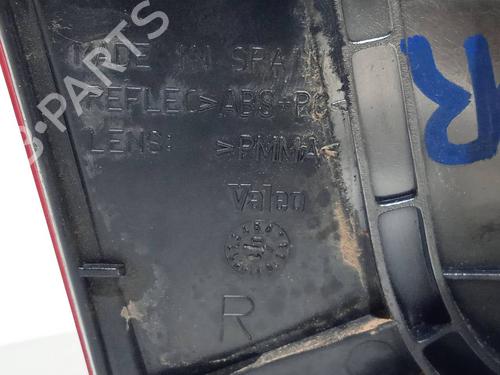 MADE IN SPAIN
REFLEC >ABS+PC<
LENS: >PMMA<
Valeo
R
R
B-PARTS